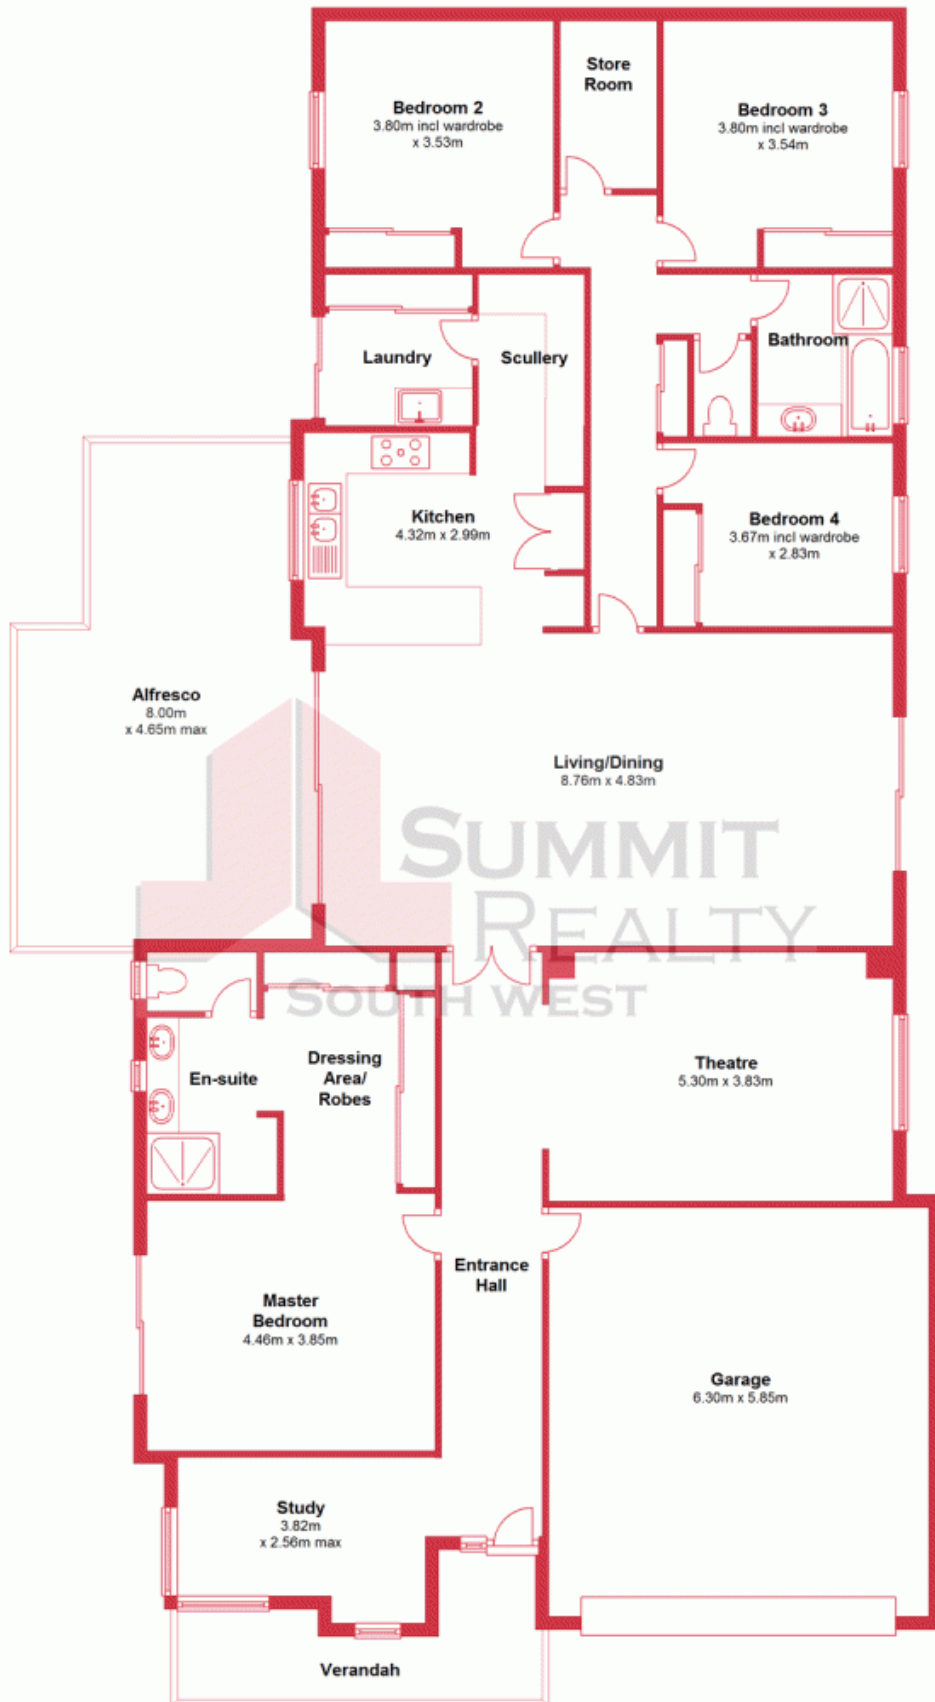 Store
Room
Bedroom 2
3.80m incl wardrobe
x 3.53m
Bedroom 3
3.80m incl wardrobe
x 3.54m
Laundry
Scullery
Bathroom
Kitchen
4.32m x 2.99m
Bedroom 4
3.67m incl wardrobe
x 2.83m
Alfresco
8.00m
x 4.65m max
Living/Dining
8.76m x 4.83m
SUMMIT
REALTY
SOUTH WEST
En-suite
Dressing
Area/
Robes
Theatre
5.30m x 3.83m
Entrance
Hall
Master
Bedroom
4.46m x 3.85m
Garage
6.30m x 5.85m
Study
3.82m
x 2.56m max
Verandah